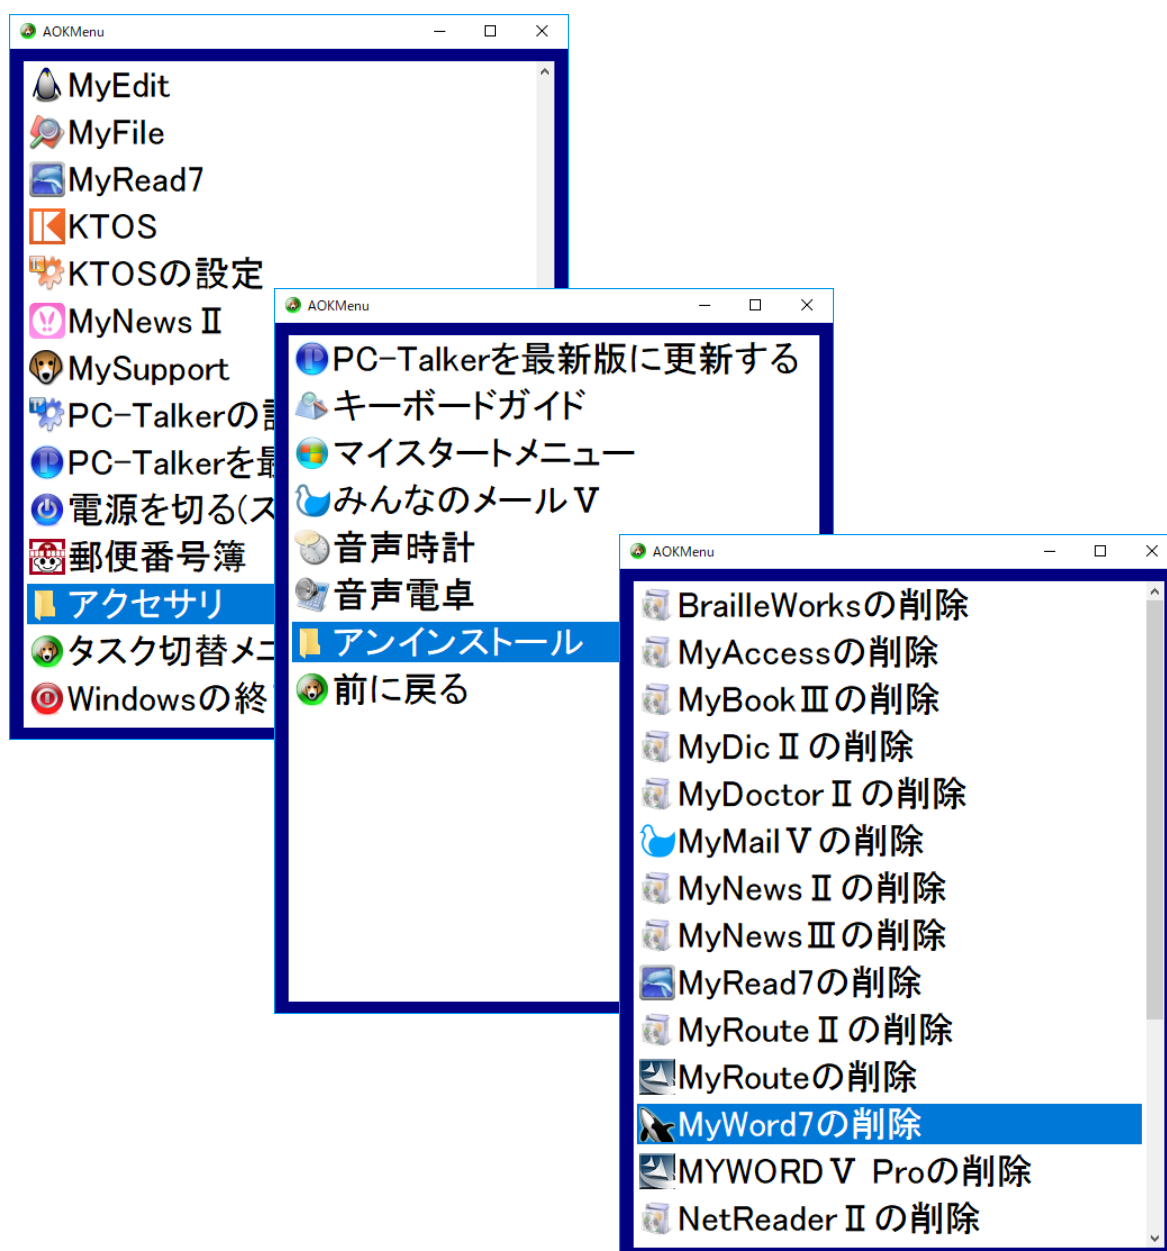 AOKMenu
MyEdit
MyFile
MyRead7
KTOS
KTOSの設定
MyNewsⅡ
MySupport
PC-Talkerの
PC-Talkerを最
電源を切る(ス
郵便番号簿
アクセサリ
タスク切替メニ
Windowsの終
AOKMenu
PC-Talkerを最新版に更新する
キーボードガイド
マイスタートメニュー
みんなのメールⅤ
音声時計
音声電卓
アンインストール
前に戻る
AOKMenu
BrailleWorksの削除
MyAccessの削除
MyBookⅢの削除
MyDicⅡの削除
MyDoctorⅡの削除
MyMailⅤの削除
MyNewsⅡの削除
MyNewsⅢの削除
MyRead7の削除
MyRouteⅡの削除
MyRouteの削除
MyWord7の削除
MYWORDⅤ Proの削除
NetReaderⅡの削除